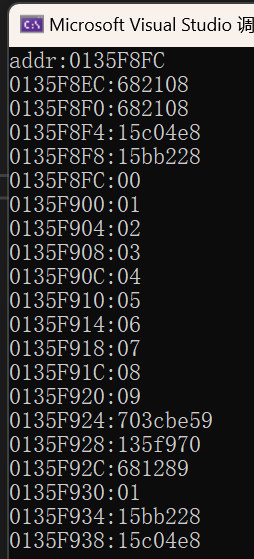 Microsoft Visual Studio 调
addr:0135F8FC
0135F8EC:682108
0135F8F0:682108
0135F8F4:15c04e8
0135F8F8:15bb228
0135F8FC:00
0135F900:01
0135F904:02
0135F908:03
0135F90C:04
0135F910:05
0135F914:06
0135F918:07
0135F91C:08
0135F920:09
0135F924:703cbe59
0135F928:135f970
0135F92C:681289
0135F930:01
0135F934:15bb228
0135F938:15c04e8